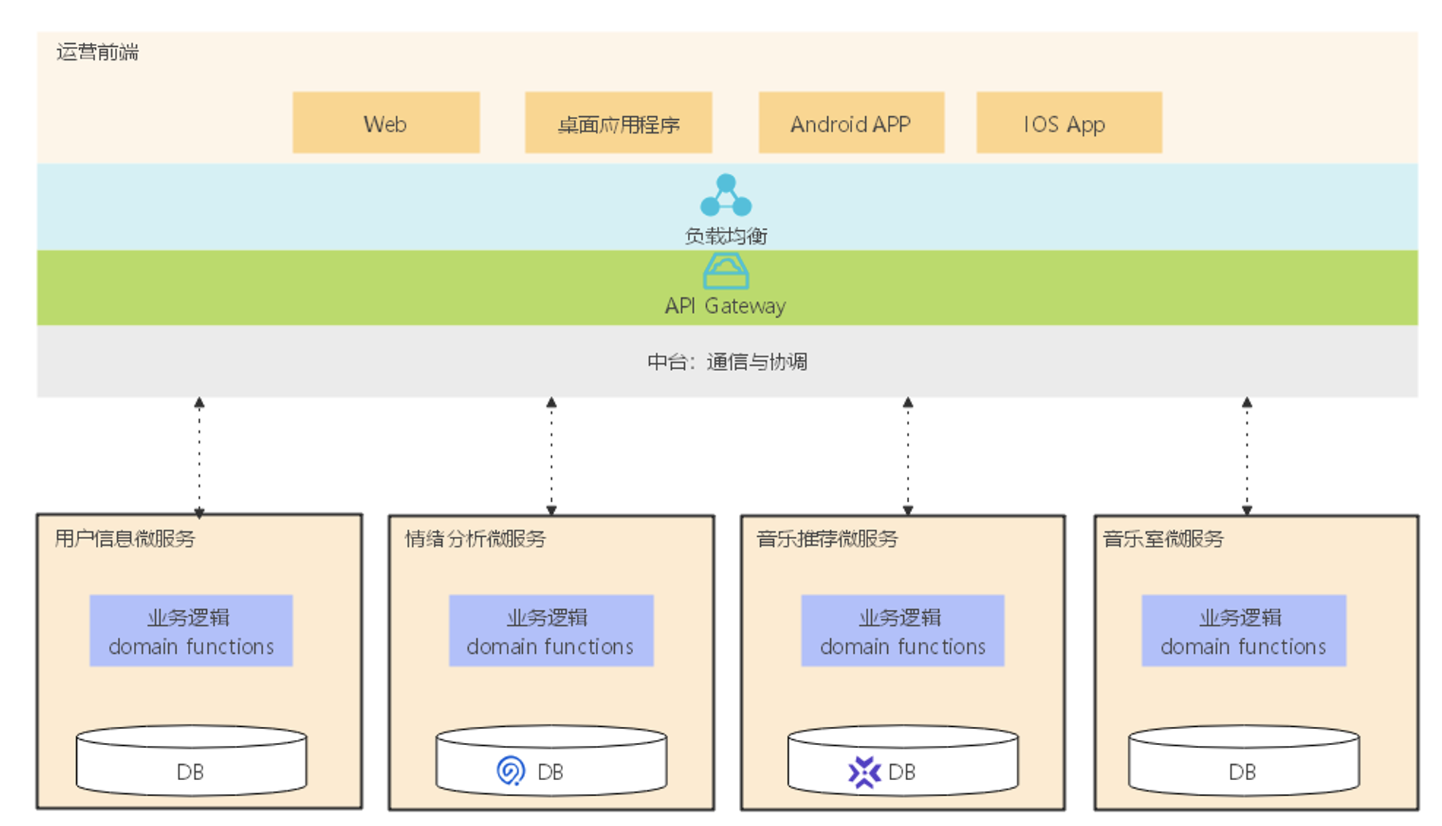 运营前端
Web
桌面应用程序
Android APP
IOS App
负载均衡
API Gateway
中台：通信与协调
用户信息微服务
情绪分析微服务
音乐推荐微服务
音乐室微服务
业务逻辑
domain functions
业务逻辑
domain functions
业务逻辑
domain functions
业务逻辑
domain functions
DB
DB
DB
DB